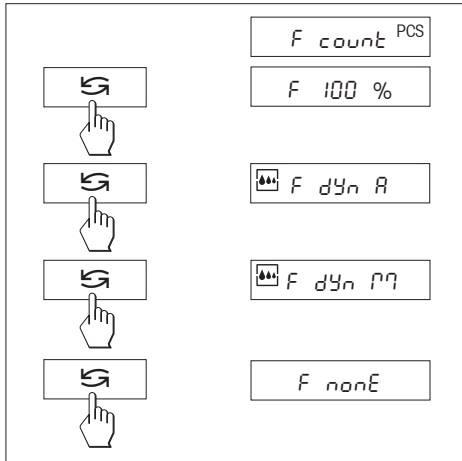 F count PCS
F 100 %
F dyn A
F dyn M
F nonE